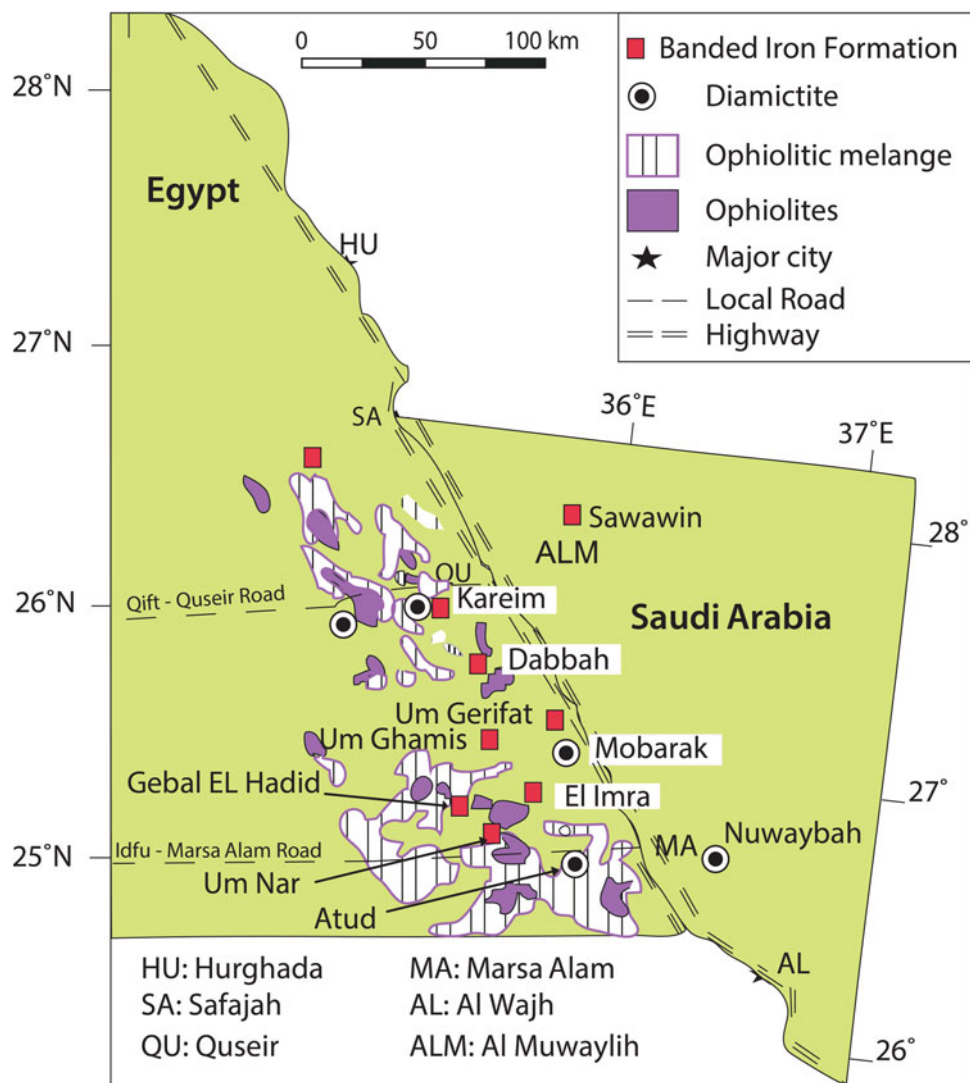 0 50 100 km
Banded Iron Formation
Diamictite
Ophiolitic melange
Ophiolites
Major city
Local Road
Highway
28°N
Egypt
HU
27°N
36°E
37°E
SA
Sawawin
28°
ALM
QU
Kareim
26°N
Qift - Quseir Road
Saudi Arabia
Dabbah
Um Gerifat
Um Ghamis
Mobarak
Gebal EL Hadid
El Imra
27°
Nuwaybah
MA
25°N
Idfu - Marsa Alam Road
Um Nar
Atud
AL
HU: Hurghada
SA: Safajah
QU: Quseir
MA: Marsa Alam
AL: Al Wajh
ALM: Al Muwaylih
26°